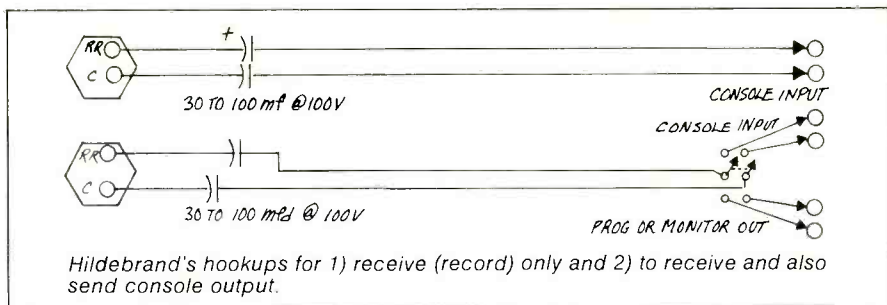 RR
+
C
30 TO 100 mf @ 100V
CONSOLE INPUT
CONSOLE INPUT
RR
C
30 TO 100 mfd @ 100V
PROG OR MONITOR OUT
Hildebrand's hookups for 1) receive (record) only and 2) to receive and also
send console output.